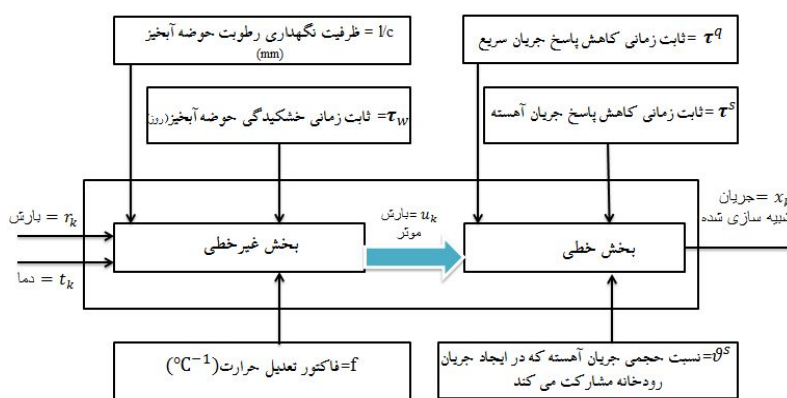 1/c = ظرفیت نگهداری رطوبت حوضه آبخیز
(mm)
τ^q = ثابت زمانی کاهش پاسخ جریان سریع
τ_w = ثابت زمانی خشکیدگی حوضه آبخیز(روز)
τ^s = ثابت زمانی کاهش پاسخ جریان آهسته
r_k = بارش
t_k = دما
بخش غیرخطی
u_k =بارش
موثر
بخش خطی
جریان =
شبیه سازی شده
f=فاکتور تعدیل حرارت(°C⁻¹)
ϑ^s=نسبت حجمی جریان آهسته که در ایجاد جریان
رودخانه مشارکت می کند